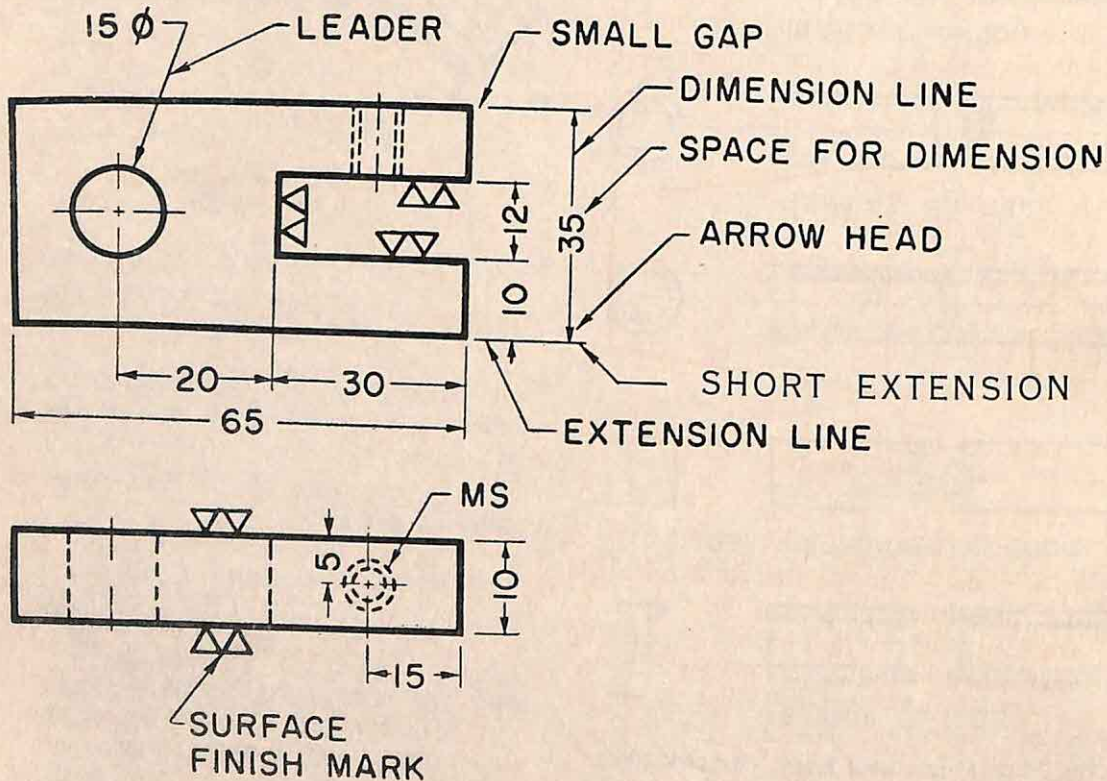 15 ϕ
LEADER
SMALL GAP
DIMENSION LINE
SPACE FOR DIMENSION
12
35
ARROW HEAD
10
20
30
SHORT EXTENSION
65
EXTENSION LINE
MS
5
10
15
SURFACE
FINISH MARK